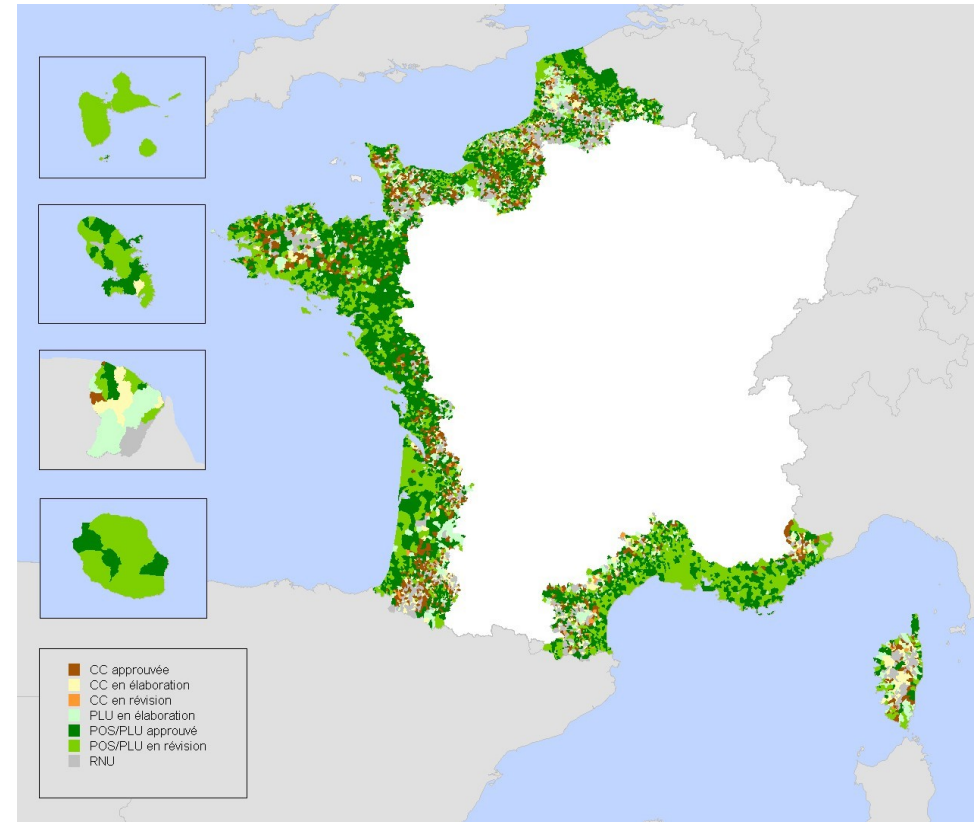 CC approuvée
CC en élaboration
CC en révision
PLU en élaboration
POS/PLU approuvé
POS/PLU en révision
RNU